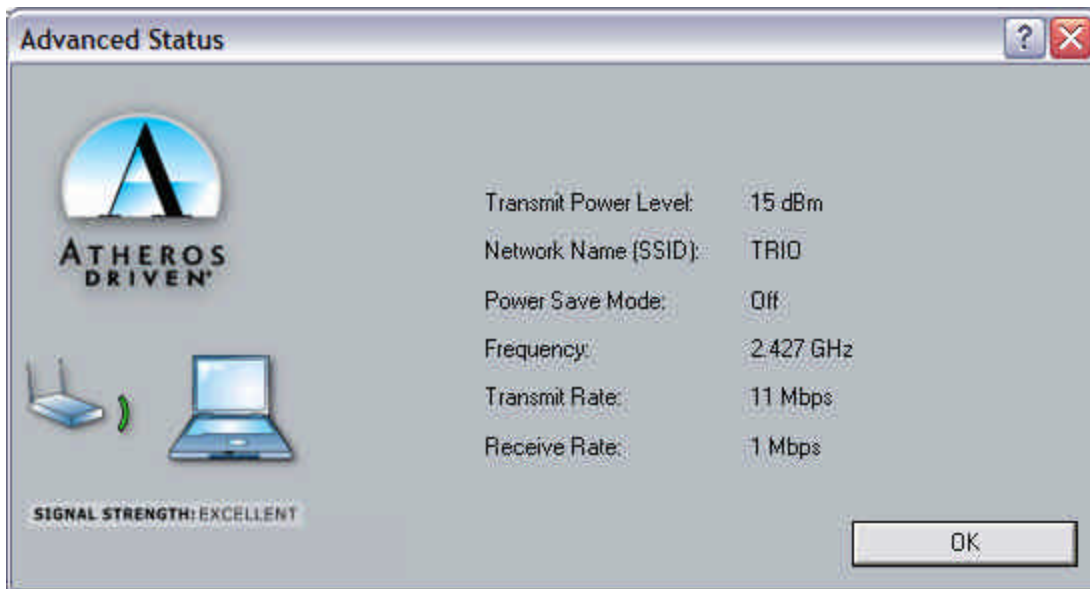 Advanced Status
ATHEROS
DRIVEN
Transmit Power Level: 15 dBm
Network Name (SSID): TRIO
Power Save Mode: Off
Frequency: 2.427 GHz
Transmit Rate: 11 Mbps
Receive Rate: 1 Mbps
SIGNAL STRENGTH: EXCELLENT
OK